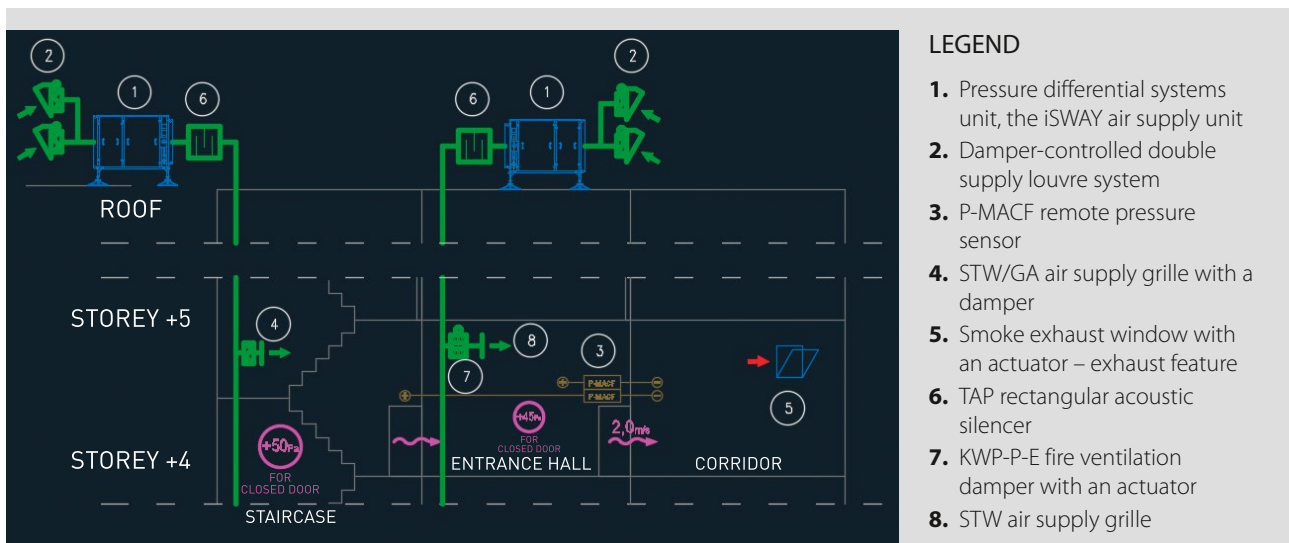 2
1
6
6
1
2
ROOF
STOREY +5
4
8
3
7
P-MACF
P-MACF
5
+50Pa
FOR
CLOSED DOOR
+45Pa
FOR
CLOSED DOOR
2,0m/s
STOREY +4
ENTRANCE HALL
CORRIDOR
STAIRCASE
LEGEND
1. Pressure differential systems
unit, the iSWAY air supply unit
2. Damper-controlled double
supply louvre system
3. P-MACF remote pressure
sensor
4. STW/GA air supply grille with a
damper
5. Smoke exhaust window with
an actuator – exhaust feature
6. TAP rectangular acoustic
silencer
7. KWP-P-E fire ventilation
damper with an actuator
8. STW air supply grille